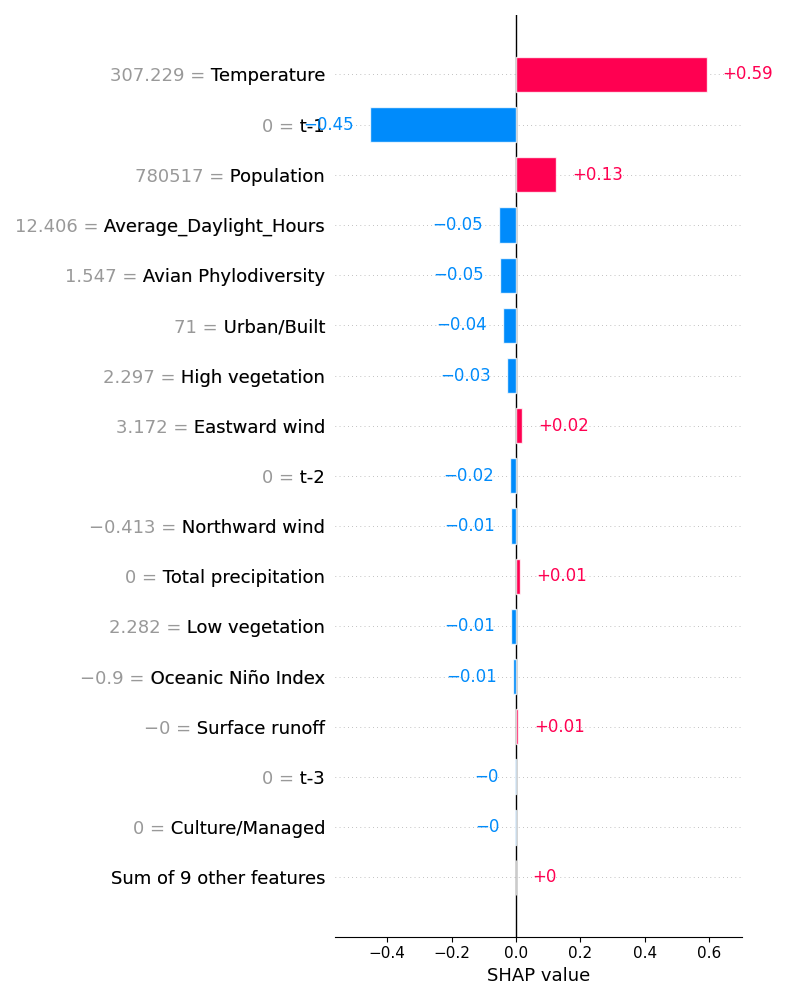 307.229 = Temperature +0.59
0 = t-1 −0.45
780517 = Population +0.13
12.406 = Average_Daylight_Hours −0.05
1.547 = Avian Phylodiversity −0.05
71 = Urban/Built −0.04
2.297 = High vegetation −0.03
3.172 = Eastward wind +0.02
0 = t-2 −0.02
−0.413 = Northward wind −0.01
0 = Total precipitation +0.01
2.282 = Low vegetation −0.01
−0.9 = Oceanic Niño Index −0.01
−0 = Surface runoff +0.01
0 = t-3 −0
0 = Culture/Managed −0
Sum of 9 other features +0
−0.4 −0.2 0.0 0.2 0.4 0.6
SHAP value